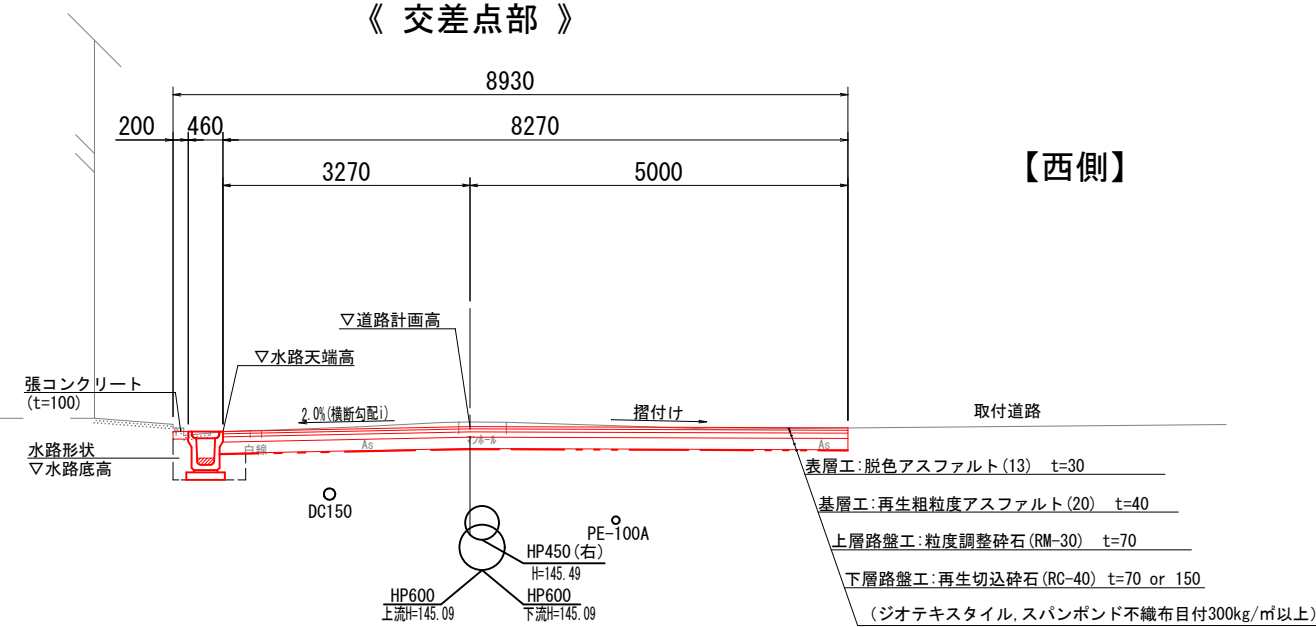 《 交差点部 》
8930
200
460
8270
3270
5000
【西側】
▽道路計画高
▽水路天端高
張コンクリート
(t=100)
2.0%(横断勾配i)
摺付け
取付道路
水路形状
▽水路底高
白線
As
マンホール
As
表層工:脱色アスファルト(13) t=30
基層工:再生粗粒度アスファルト(20) t=40
上層路盤工:粒度調整砕石(RM-30) t=70
下層路盤工:再生切込砕石(RC-40) t=70 or 150
(ジオテキスタイル,スパンポンド不織布目付300kg/㎡以上)
DC150
PE-100A
HP450(右)
H=145.49
HP600
上流H=145.09
HP600
下流H=145.09